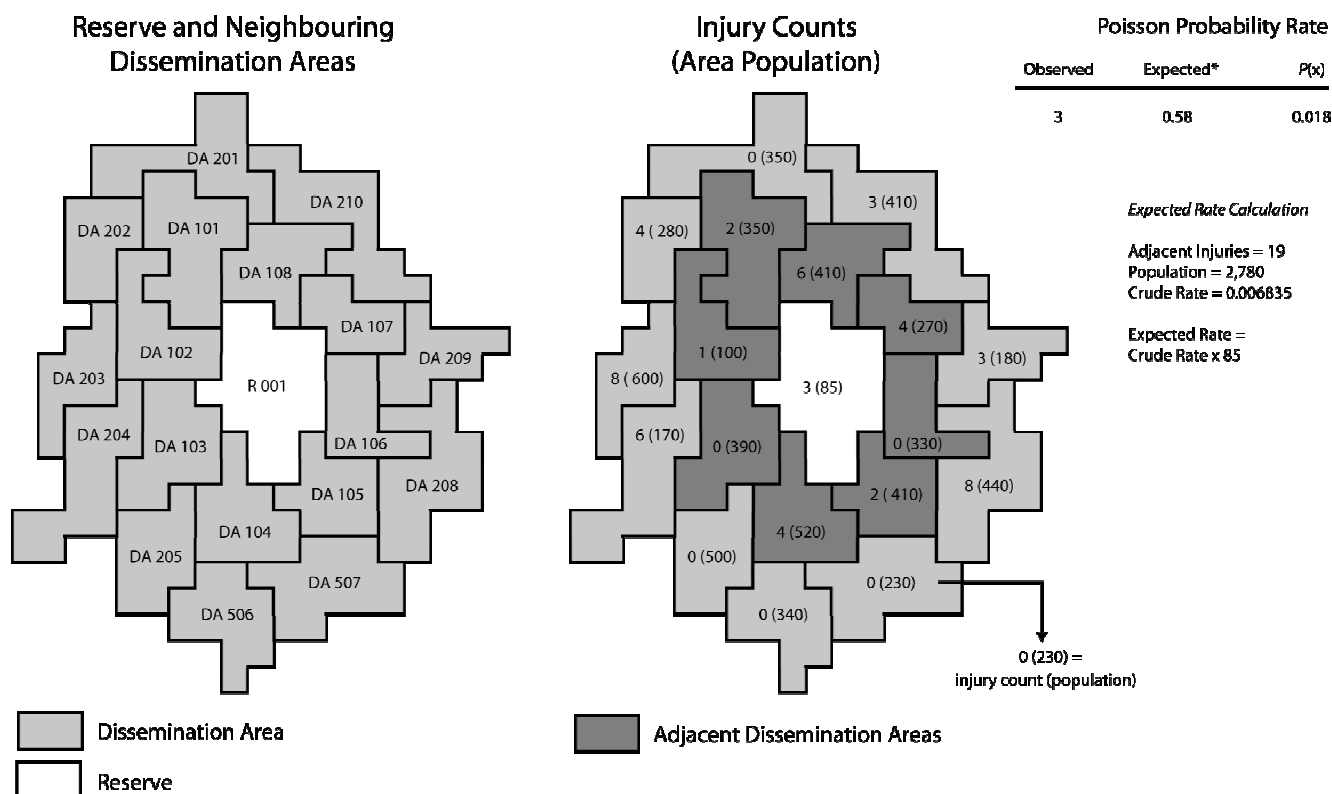 Reserve and Neighbouring
Dissemination Areas
DA 201
DA 210
DA 202
DA 101
DA 108
DA 107
DA 102
DA 209
DA 203
R 001
DA 204
DA 103
DA 106
DA 105
DA 208
DA 104
DA 205
DA 507
DA 506
Dissemination Area
Reserve
Injury Counts
(Area Population)
0 (350)
3 (410)
4 ( 280)
2 (350)
6 (410)
4 (270)
1 (100)
3 (180)
8 ( 600)
3 (85)
6 (170)
0 (390)
0 (330)
2 ( 410)
8 (440)
4 (520)
0 (500)
0 (230)
0 (340)
0 (230) =
injury count (population)
Adjacent Dissemination Areas
Poisson Probability Rate
Observed Expected* P(x)
3 0.58 0.018
Expected Rate Calculation
Adjacent Injuries = 19
Population = 2,780
Crude Rate = 0.006835
Expected Rate =
Crude Rate x 85